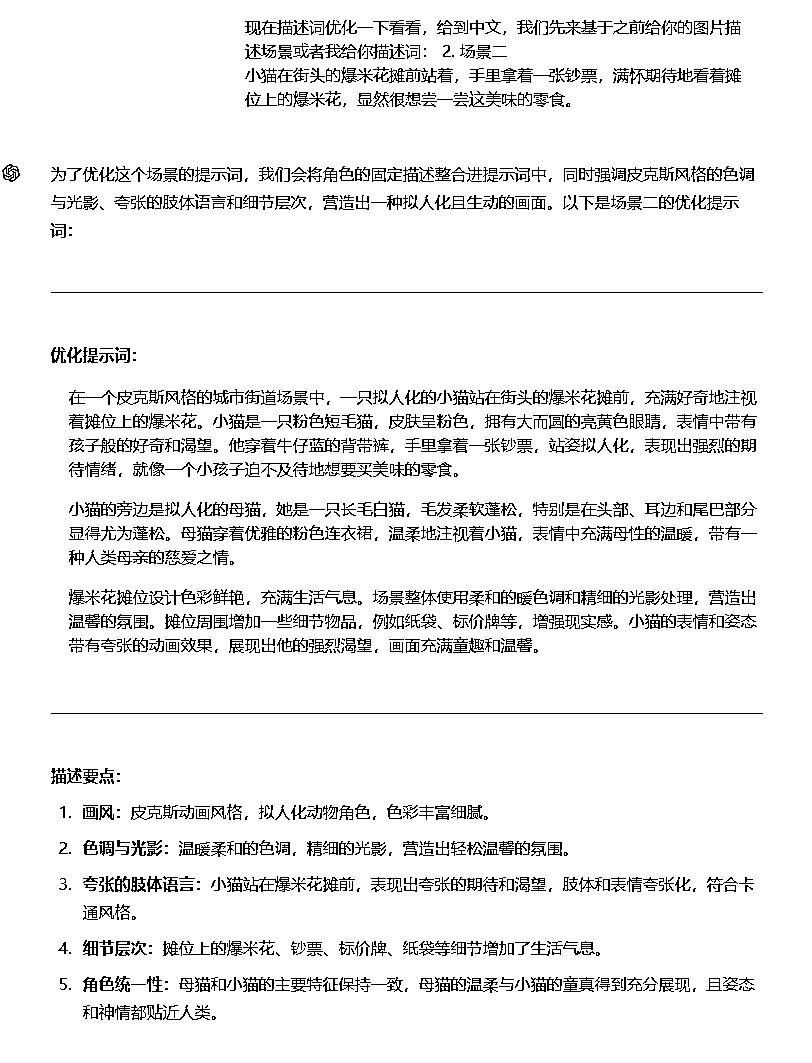 现在描述词优化一下看看，给到中文，我们先来基于之前给你的图片描
述场景或者我给你描述词： 2. 场景二
小猫在街头的爆米花摊前站着，手里拿着一张钞票，满怀期待地看着摊
位上的爆米花，显然很想尝一尝这美味的零食。
为了优化这个场景的提示词，我们会将角色的固定描述整合进提示词中，同时强调皮克斯风格的色调
与光影、夸张的肢体语言和细节层次，营造出一种拟人化且生动的画面。以下是场景二的优化提示
词：
优化提示词：
在一个皮克斯风格的城市街道场景中，一只拟人化的小猫站在街头的爆米花摊前，充满好奇地注视
着摊位上的爆米花。小猫是一只粉色短毛猫，皮肤呈粉色，拥有大而圆的亮黄色眼睛，表情中带有
孩子般的好奇和渴望。他穿着牛仔蓝的背带裤，手里拿着一张钞票，站姿拟人化，表现出强烈的期
待情绪，就像一个小孩子迫不及待地想要买美味的零食。
小猫的旁边是拟人化的母猫，她是一只长毛白猫，毛发柔软蓬松，特别是在头部、耳边和尾巴部分
显得尤为蓬松。母猫穿着优雅的粉色连衣裙，温柔地注视着小猫，表情中充满母性的温暖，带有一
种人类母亲的慈爱之情。
爆米花摊位设计色彩鲜艳，充满生活气息。场景整体使用柔和的暖色调和精细的光影处理，营造出
温馨的氛围。摊位周围增加一些细节物品，例如纸袋、标价牌等，增强现实感。小猫的表情和姿态
带有夸张的动画效果，展现出他的强烈渴望，画面充满童趣和温馨。
描述要点：
1. 画风：皮克斯动画风格，拟人化动物角色，色彩丰富细腻。
2. 色调与光影：温暖柔和的色调，精细的光影，营造出轻松温馨的氛围。
3. 夸张的肢体语言：小猫站在爆米花摊前，表现出夸张的期待和渴望，肢体和表情夸张化，符合卡
通风格。
4. 细节层次：摊位上的爆米花、钞票、标价牌、纸袋等细节增加了生活气息。
5. 角色统一性：母猫和小猫的主要特征保持一致，母猫的温柔与小猫的童真得到充分展现，且姿态
和神情都贴近人类。